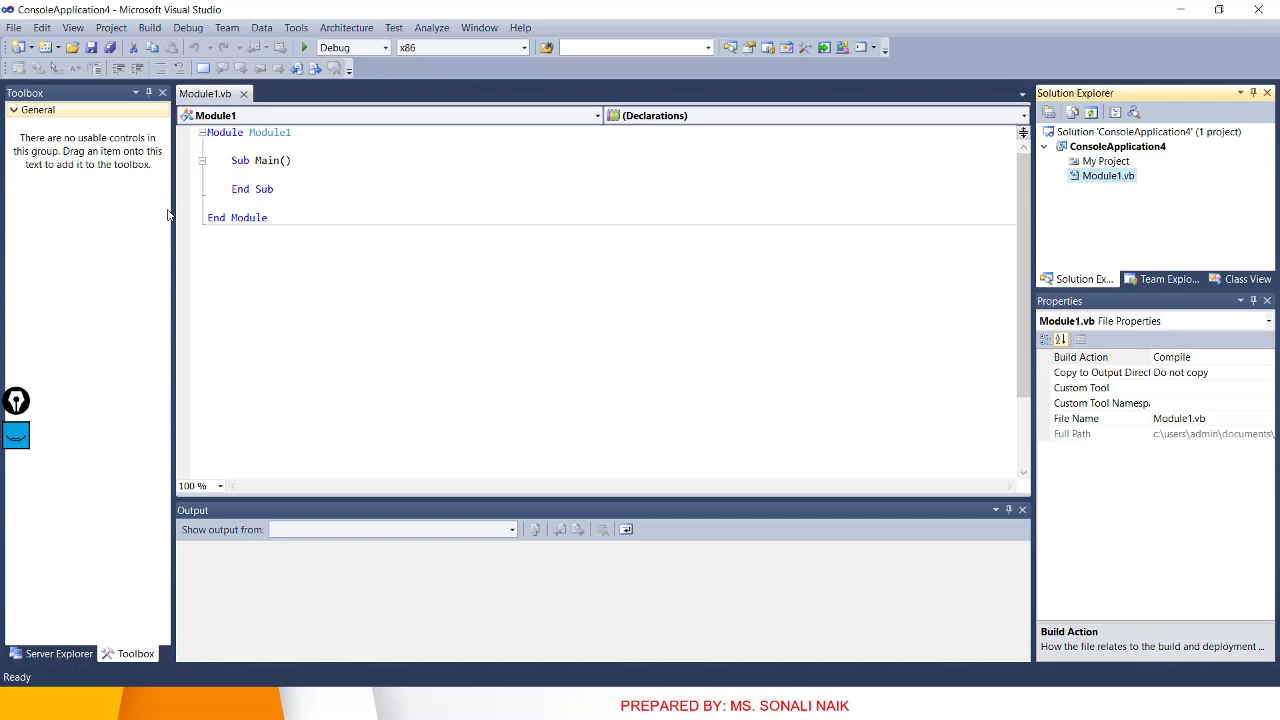 ConsoleApplication4 - Microsoft Visual Studio
File Edit View Project Build Debug Team Data Tools Architecture Test Analyze Window Help
Debug x86
Toolbox
General
There are no usable controls in
this group. Drag an item onto this
text to add it to the toolbox.
Server Explorer Toolbox
Module1.vb
Module1 (Declarations)
Module Module1
Sub Main()
End Sub
End Module
100 %
Output
Show output from:
Solution Explorer
Solution 'ConsoleApplication4' (1 project)
ConsoleApplication4
My Project
Module1.vb
Solution Ex... Team Explo... Class View
Properties
Module1.vb File Properties
Build Action Compile
Copy to Output Direct Do not copy
Custom Tool
Custom Tool Namespa
File Name Module1.vb
Full Path c:\users\admin\documents\
Build Action
How the file relates to the build and deployment ...
Ready
PREPARED BY: MS. SONALI NAIK